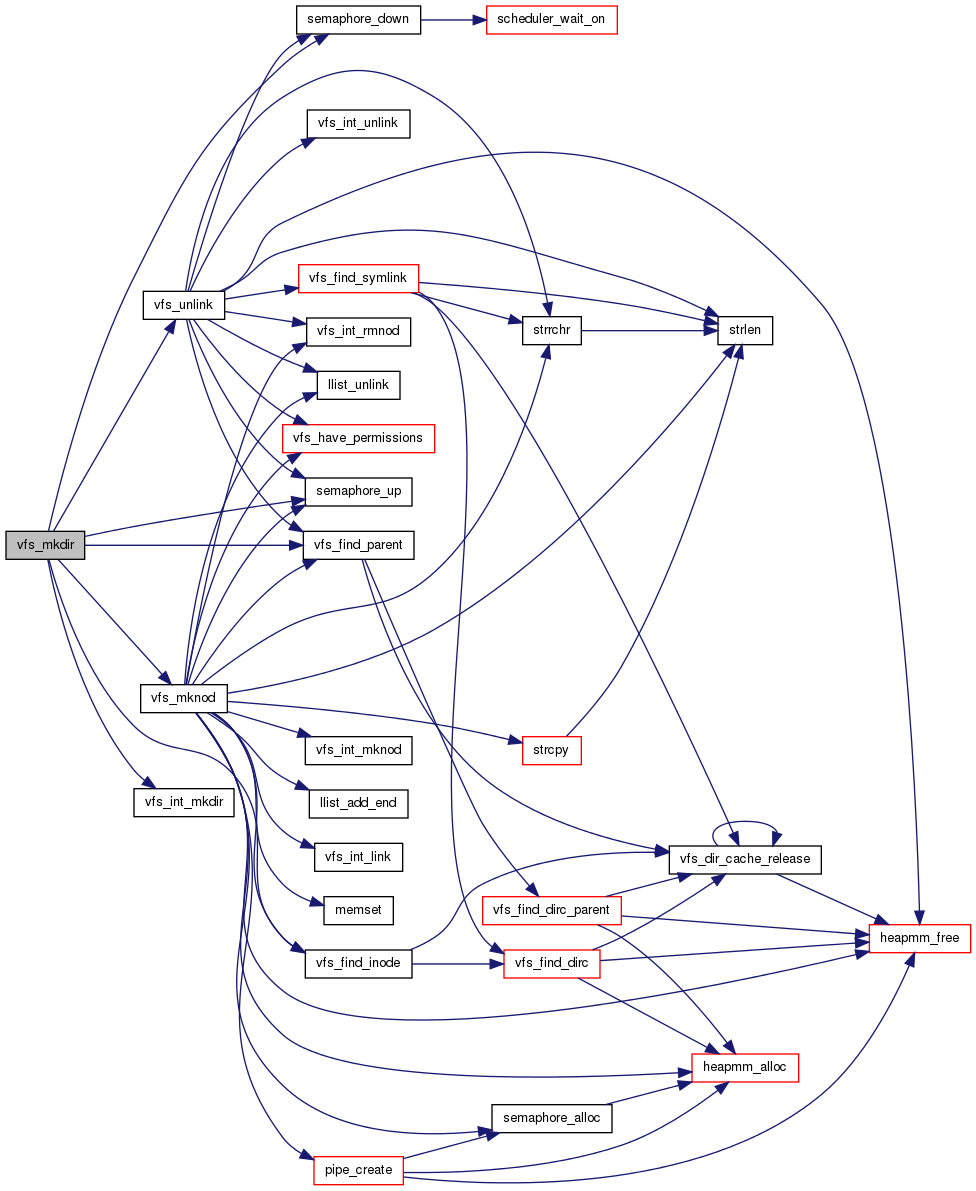 semaphore_down
scheduler_wait_on
vfs_int_unlink
vfs_find_symlink
vfs_unlink
vfs_int_rmnod
strrchr
strlen
llist_unlink
vfs_have_permissions
semaphore_up
vfs_mkdir
vfs_find_parent
vfs_mknod
vfs_int_mknod
strcpy
vfs_int_mkdir
llist_add_end
vfs_int_link
vfs_dir_cache_release
memset
vfs_find_dirc_parent
heapmm_free
vfs_find_inode
vfs_find_dirc
heapmm_alloc
semaphore_alloc
pipe_create